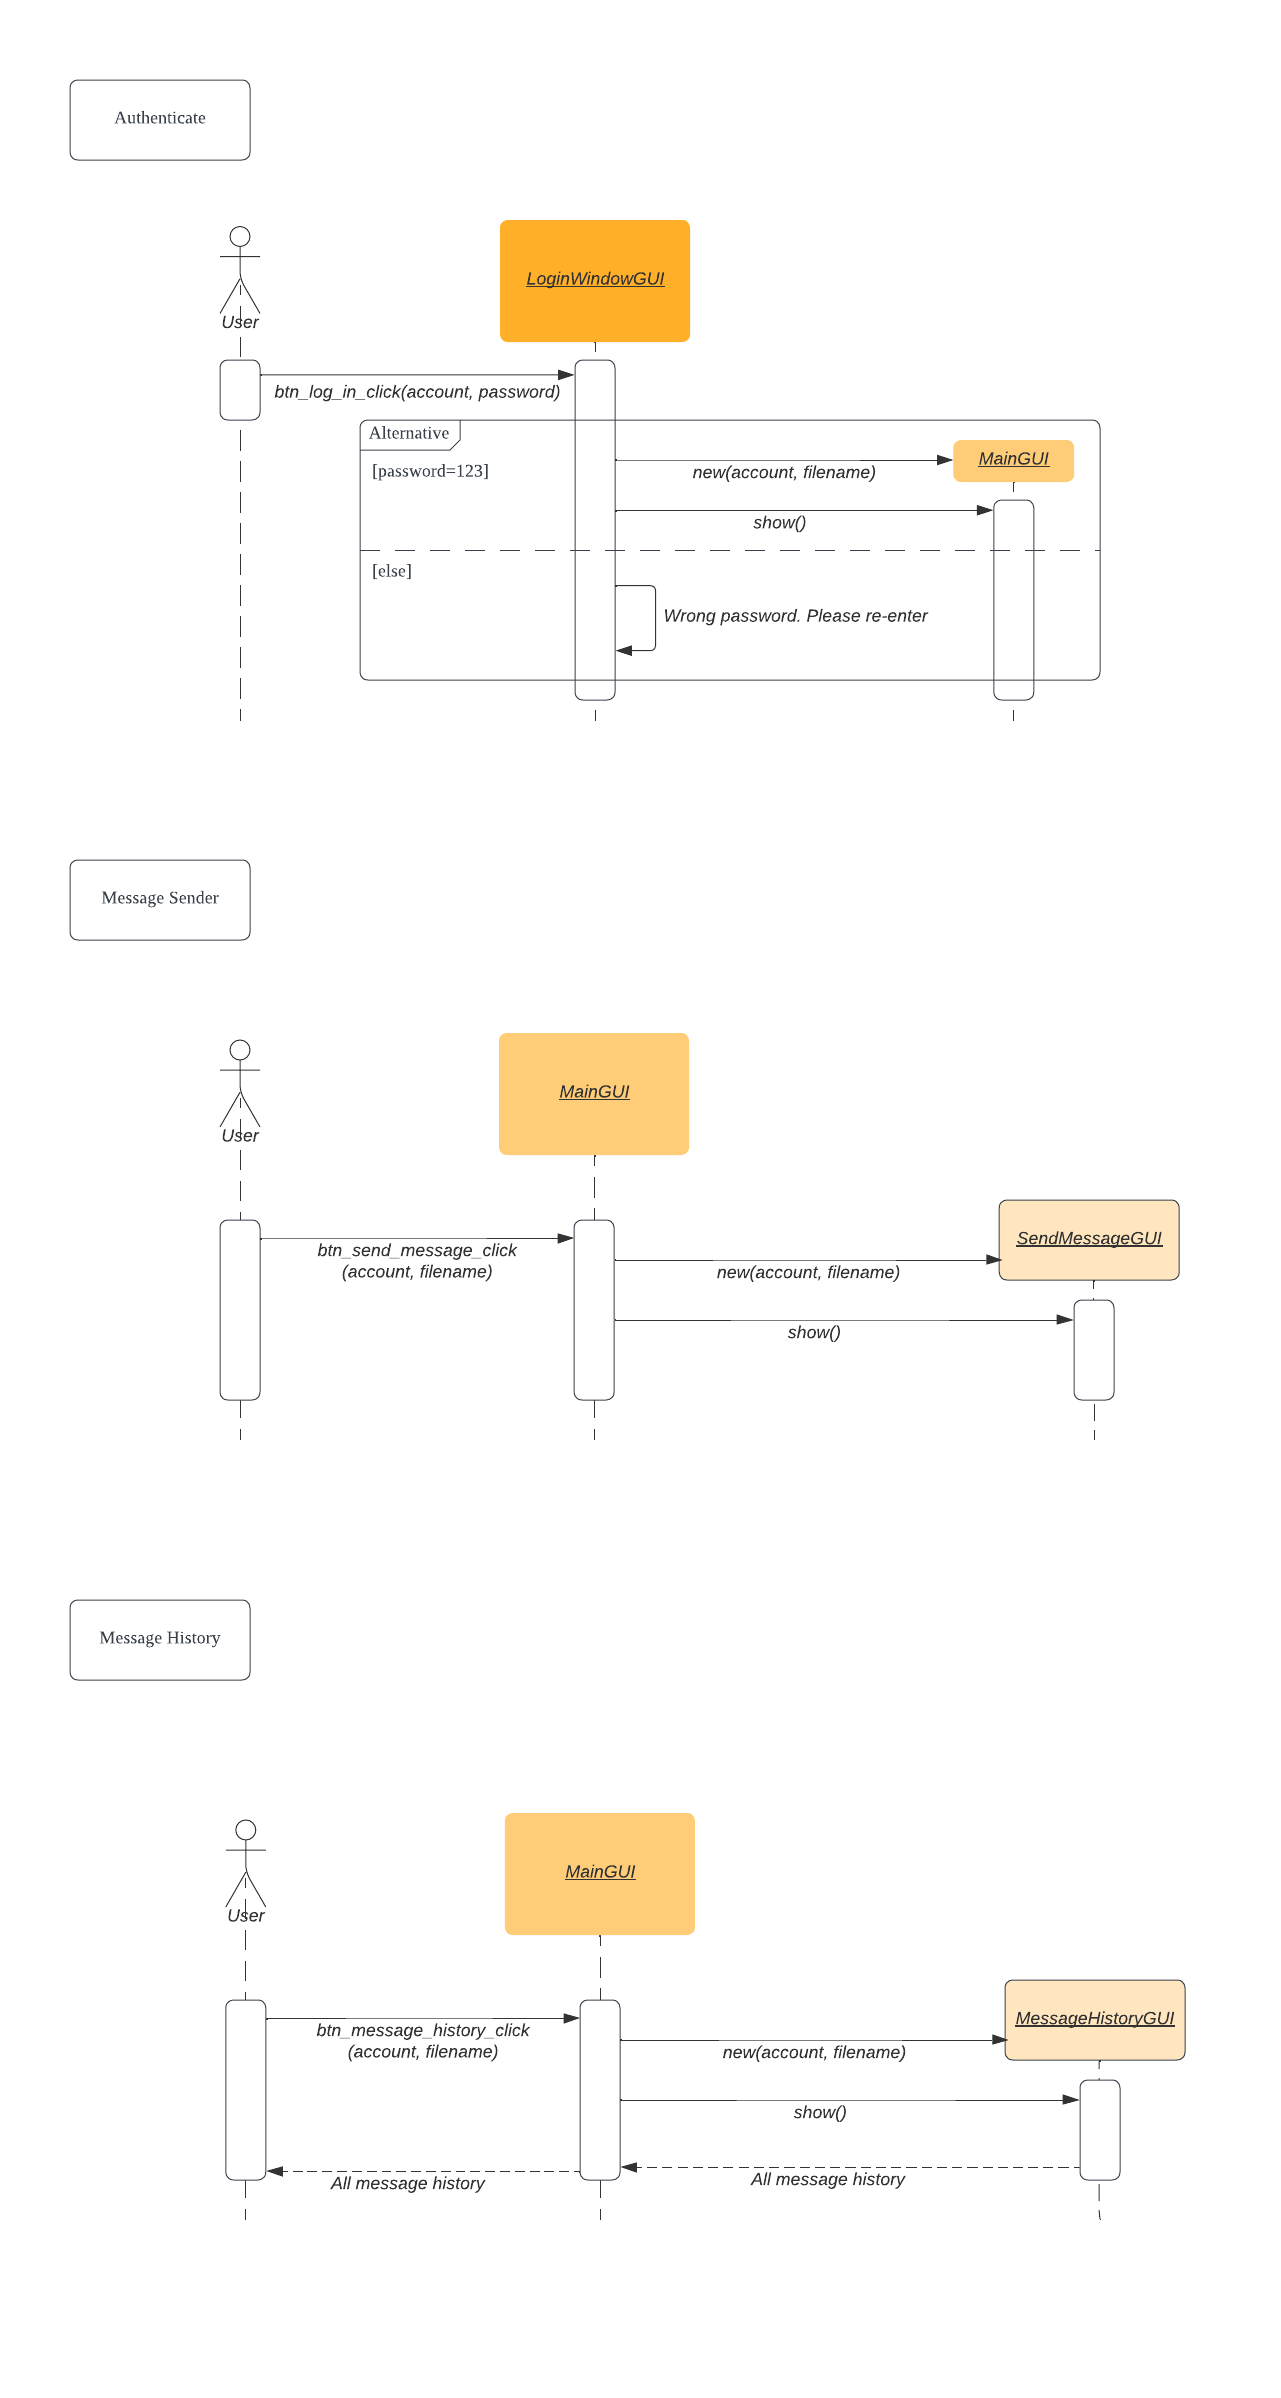 Authenticate
LoginWindowGUI
User
btn_log_in_click(account, password)
Alternative
[password=123]
MainGUI
new(account, filename)
show()
[else]
Wrong password. Please re-enter
Message Sender
MainGUI
User
SendMessageGUI
btn_send_message_click
(account, filename)
new(account, filename)
show()
Message History
MainGUI
User
MessageHistoryGUI
btn_message_history_click
(account, filename)
new(account, filename)
show()
All message history
All message history